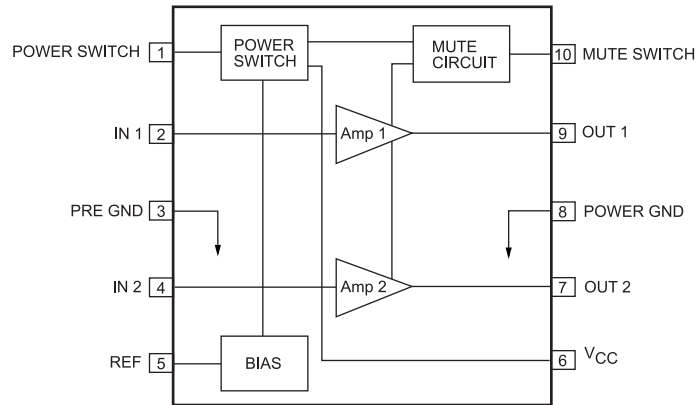 POWER SWITCH 1
POWER
SWITCH
MUTE
CIRCUIT
10 MUTE SWITCH
IN 1 2
Amp 1
9 OUT 1
PRE GND 3
8 POWER GND
IN 2 4
Amp 2
7 OUT 2
REF 5
BIAS
6 VCC